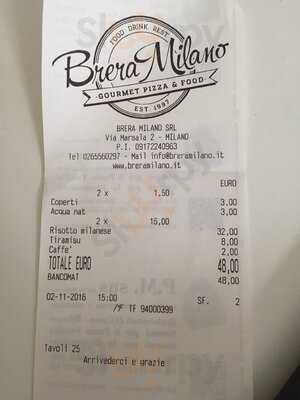 FOOD DRINK REST
Brera Milano
GOURMET PIZZA & FOOD
EST. 1997
BRERA MILANO SRL
Via Marsala 2 - MILANO
P.I. 09172240963
Tel 0265560297 - Mail info@breramilano.it
www.breramilano.it
EURO
2 x 1,50
Coperti 3,00
Acqua nat 3,00
2 x 16,00
Risotto milanese 32,00
Tiramisu 8,00
Caffe' 2,00
TOTALE EURO 48,00
BANCOMAT 48,00
02-11-2016 15:00 SF. 2
TF 94000399
Tavoli 25
Arrivederci e grazie